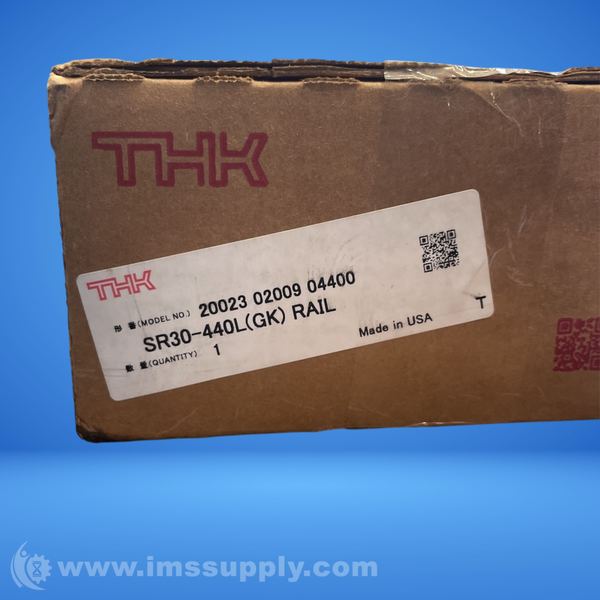 THK
THK
形番(MODEL NO.) 20023 02009 04400
SR30-440L(GK) RAIL
数量(QUANTITY) 1
Made in USA
T
www.imssupply.com